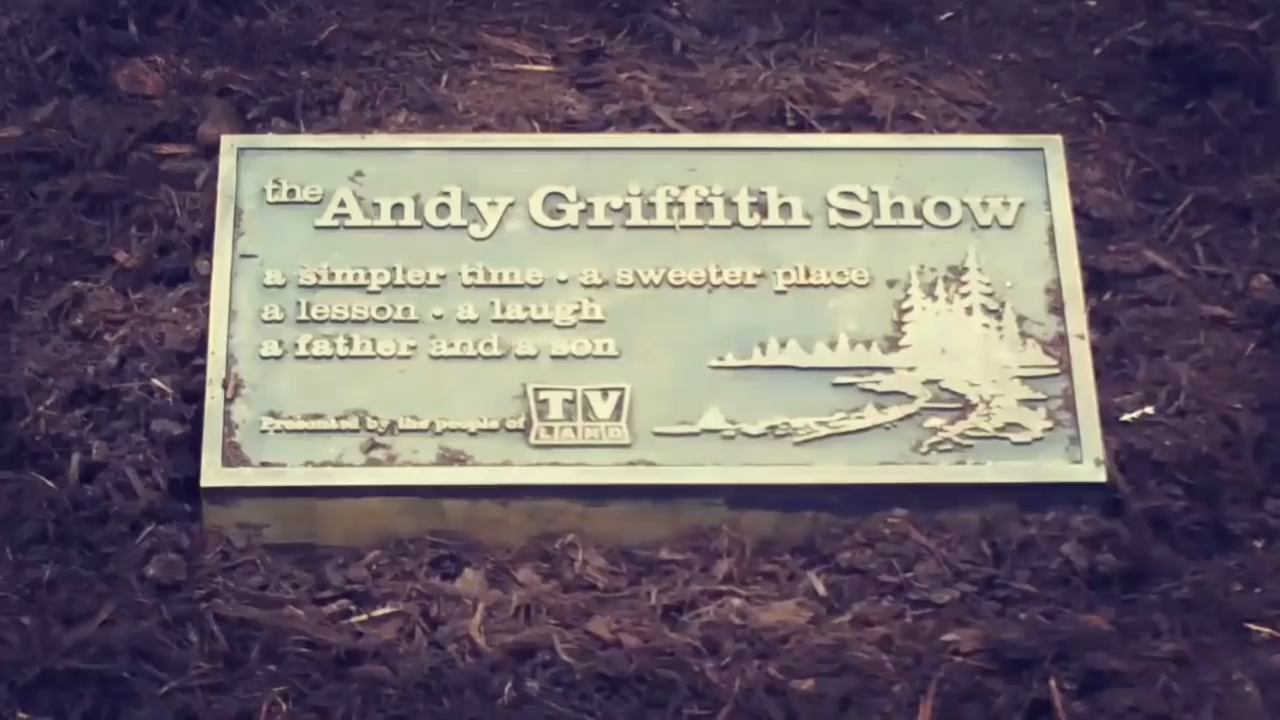 the Andy Griffith Show
a simpler time • a sweeter place
a lesson • a laugh
a father and a son
Presented by the people of TV LAND